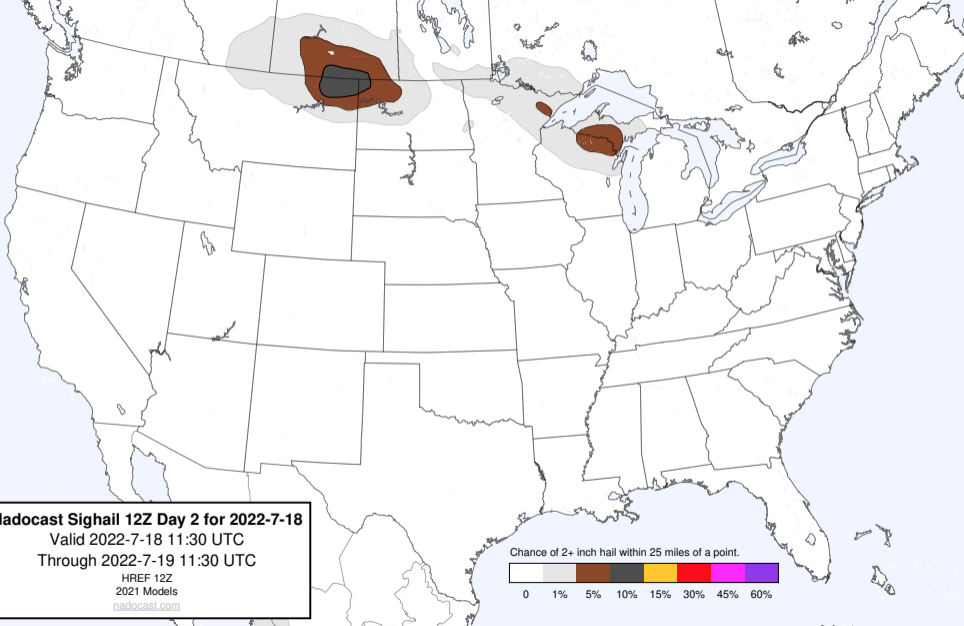 adocast Sighail 12Z Day 2 for 2022-7-18
Valid 2022-7-18 11:30 UTC
Through 2022-7-19 11:30 UTC
HREF 12Z
2021 Models
nadocast.com
Chance of 2+ inch hail within 25 miles of a point.
0 1% 5% 10% 15% 30% 45% 60%